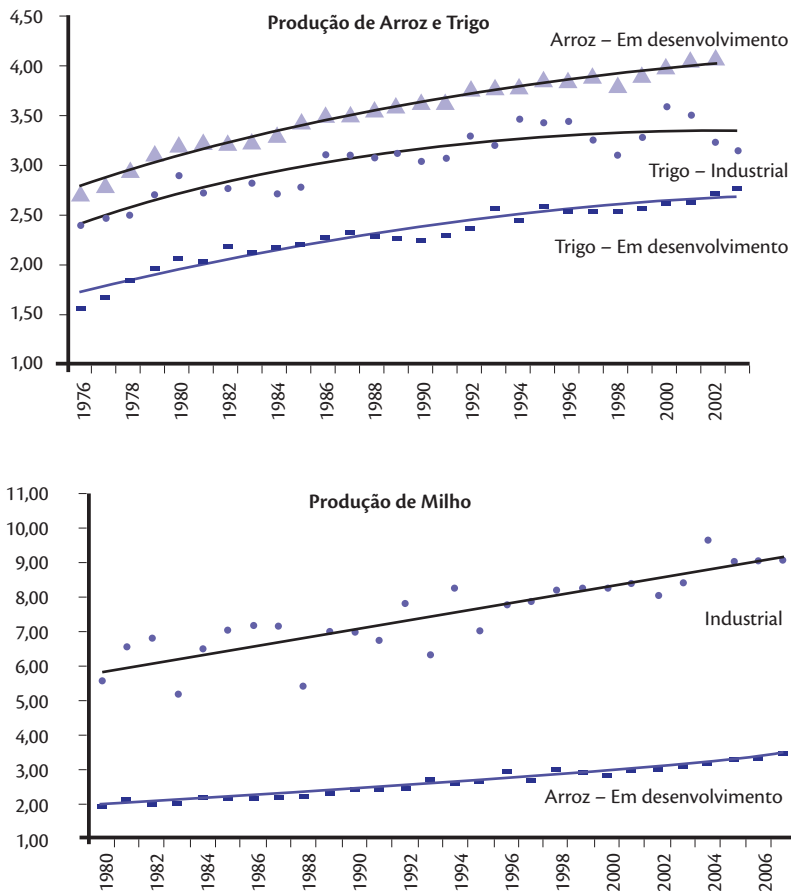 Produção de Arroz e Trigo
4,50
4,00
3,50
3,00
2,50
2,00
1,50
1,00
Arroz – Em desenvolvimento
Trigo – Industrial
Trigo – Em desenvolvimento
1976 1978 1980 1982 1984 1986 1988 1990 1992 1994 1996 1998 2000 2002
Produção de Milho
11,00
10,00
9,00
8,00
7,00
6,00
5,00
4,00
3,00
2,00
1,00
Industrial
Arroz – Em desenvolvimento
1980 1982 1984 1986 1988 1990 1992 1994 1996 1998 2000 2002 2004 2006